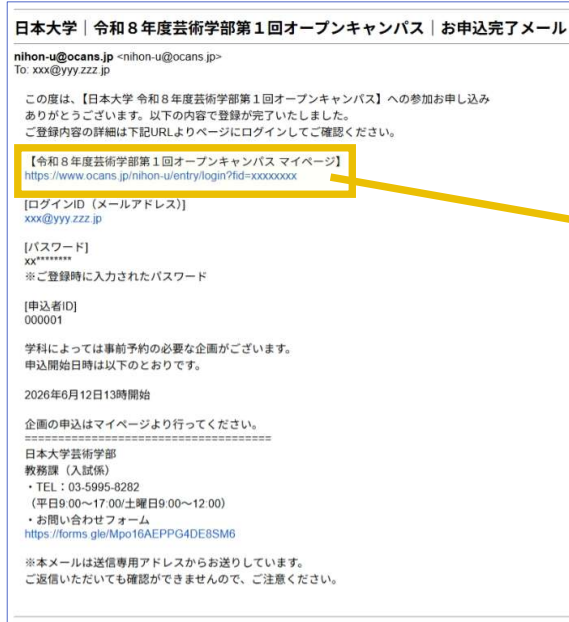 日本大学｜令和８年度芸術学部第１回オープンキャンパス｜お申込完了メール
nihon-u@ocans.jp <nihon-u@ocans.jp>
To: xxx@yyy.zzz.jp
この度は、【日本大学 令和８年度芸術学部第１回オープンキャンパス】への参加お申し込み
ありがとうございます。以下の内容で登録が完了いたしました。
ご登録内容の詳細は下記URLよりページにログインしてご確認ください。
【令和８年度芸術学部第１回オープンキャンパス マイページ】
https://www.ocans.jp/nihon-u/entry/login?fid=xxxxxxxx
[ログインID（メールアドレス）]
xxx@yyy.zzz.jp
[パスワード]
xx********
※ご登録時に入力されたパスワード
[申込者ID]
000001
学科によっては事前予約の必要な企画がございます。
申込開始日時は以下のとおりです。
2026年6月12日13時開始
企画の申込はマイページより行ってください。
=====================================
日本大学芸術学部
教務課（入試係）
・TEL：03-5995-8282
（平日9:00～17:00/土曜日9:00～12:00）
・お問い合わせフォーム
https://forms.gle/Mpo16AEPPG4DE8SM6
※本メールは送信専用アドレスからお送りしています。
ご返信いただいても確認ができませんので、ご注意ください。